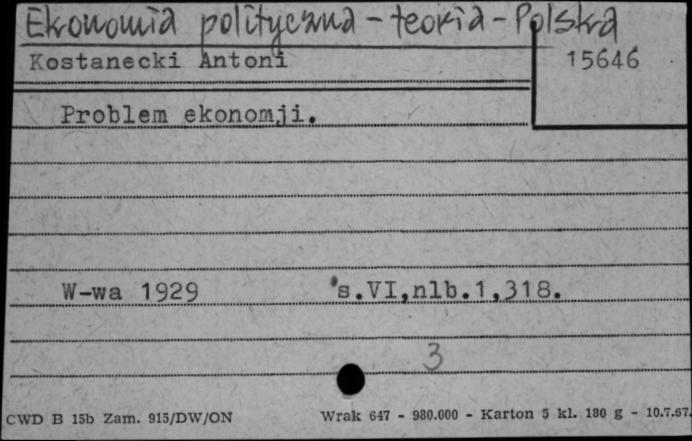 Ekonomia polityczna - teoria - Polska
Kostanecki Antoni
15646
Problem ekonomji.
W-wa 1929 s.VI,nlb.1,318.
3
CWD B 15b Zam. 915/DW/ON Wrak 647 - 980.000 - Karton 5 kl. 180 g - 10.7.67.